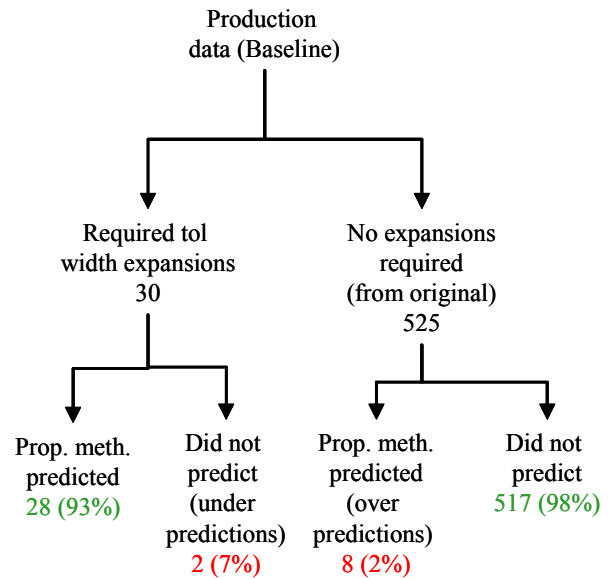 Production
data (Baseline)
Required tol
width expansions
30
No expansions
required
(from original)
525
Prop. meth.
predicted
28 (93%)
Did not
predict
(under
predictions)
2 (7%)
Prop. meth.
predicted
(over
predictions)
8 (2%)
Did not
predict
517 (98%)